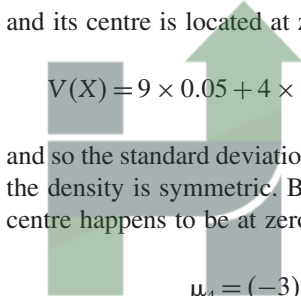 and its centre is located at z
V(X) = 9 × 0.05 + 4 ×
and so the standard deviatio
the density is symmetric. B
centre happens to be at zero
μ₄ = (−3)